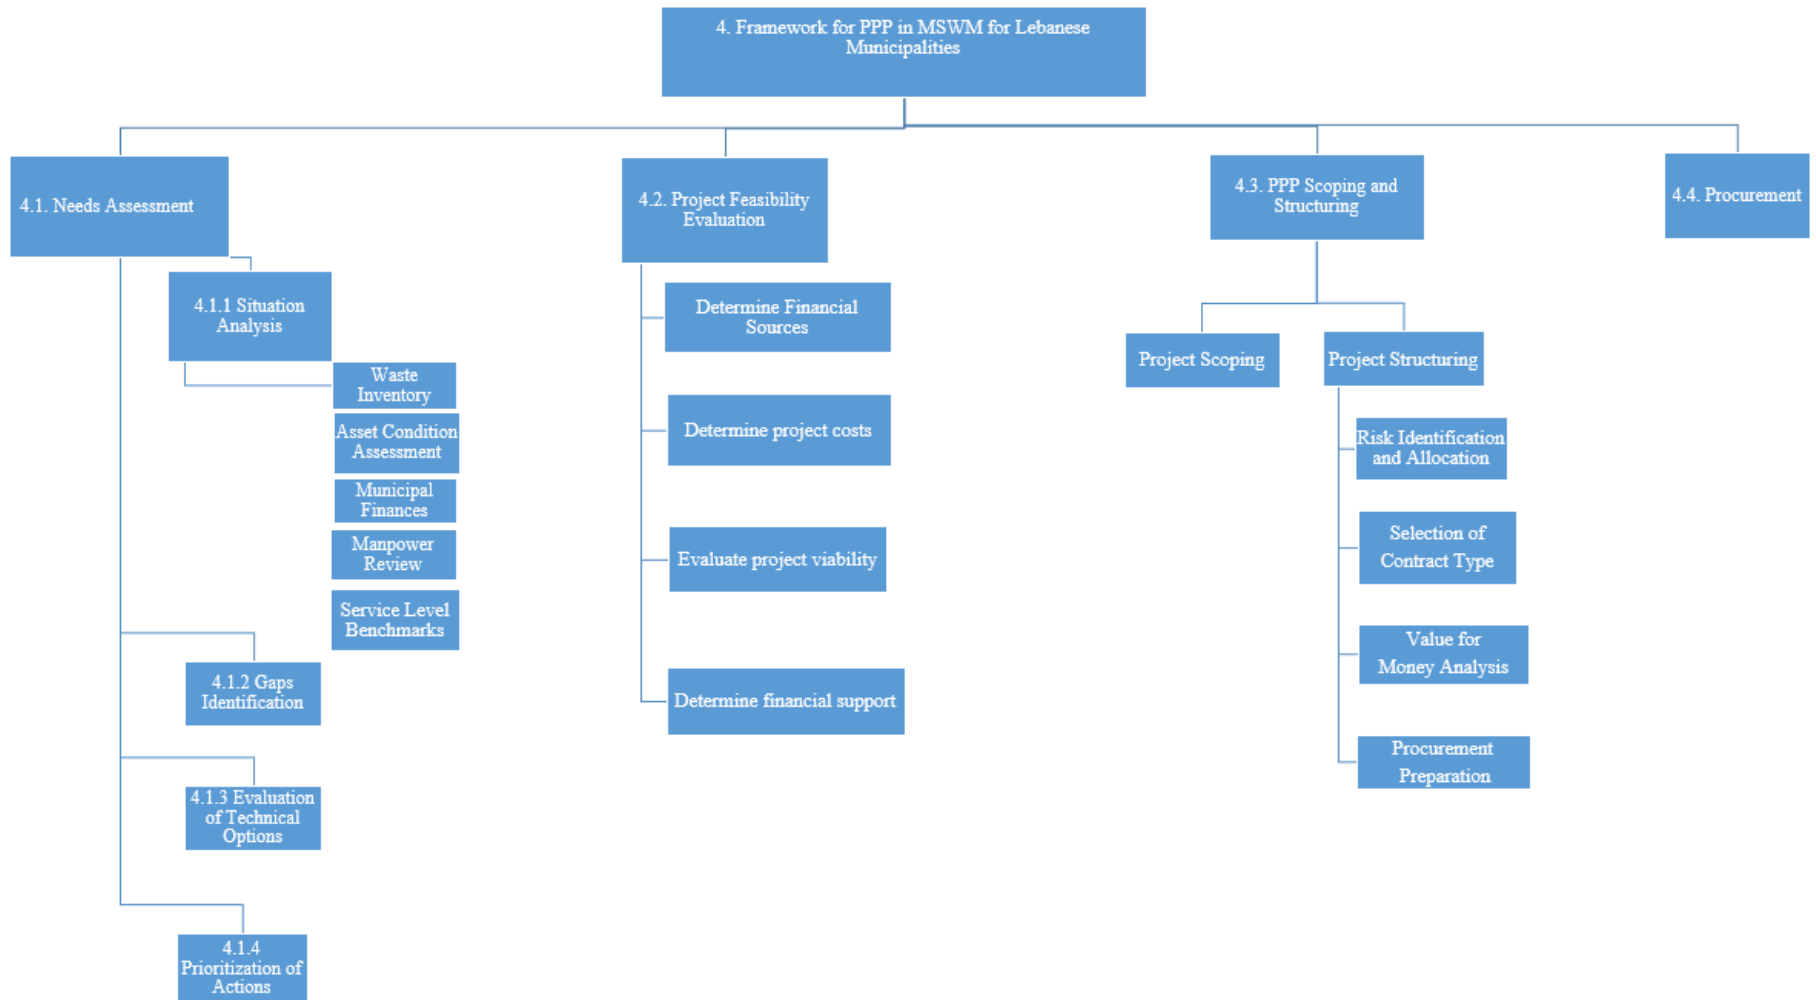 4. Framework for PPP in MSWM for Lebanese
Municipalities
4.1. Needs Assessment
4.1.1 Situation
Analysis
Waste
Inventory
Asset Condition
Assessment
Municipal
Finances
Manpower
Review
Service Level
Benchmarks
4.1.2 Gaps
Identification
4.1.3 Evaluation
of Technical
Options
4.1.4
Prioritization of
Actions
4.2. Project Feasibility
Evaluation
Determine Financial
Sources
Determine project costs
Evaluate project viability
Determine financial support
4.3. PPP Scoping and
Structuring
Project Scoping
Project Structuring
Risk Identification
and Allocation
Selection of
Contract Type
Value for
Money Analysis
Procurement
Preparation
4.4. Procurement